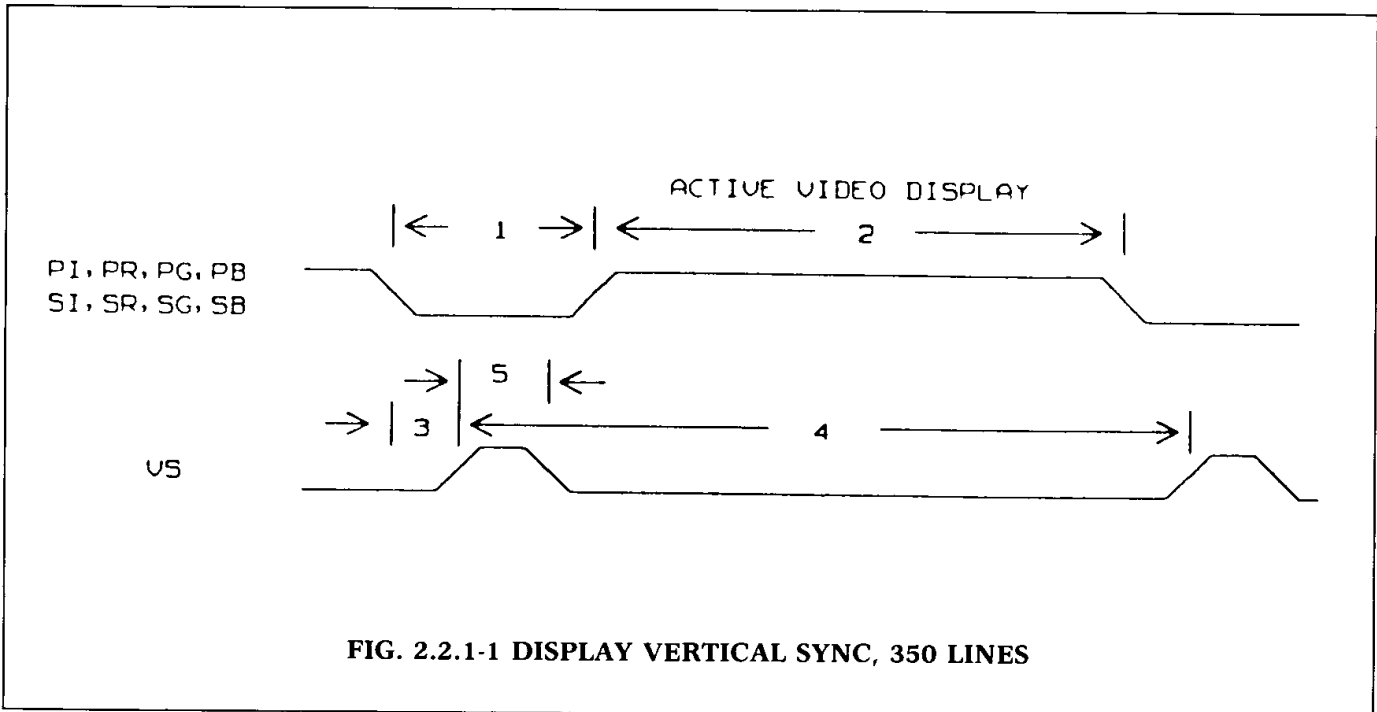 ACTIVE VIDEO DISPLAY
1 2
PI, PR, PG, PB
SI, SR, SG, SB
5
3 4
VS
FIG. 2.2.1-1 DISPLAY VERTICAL SYNC, 350 LINES